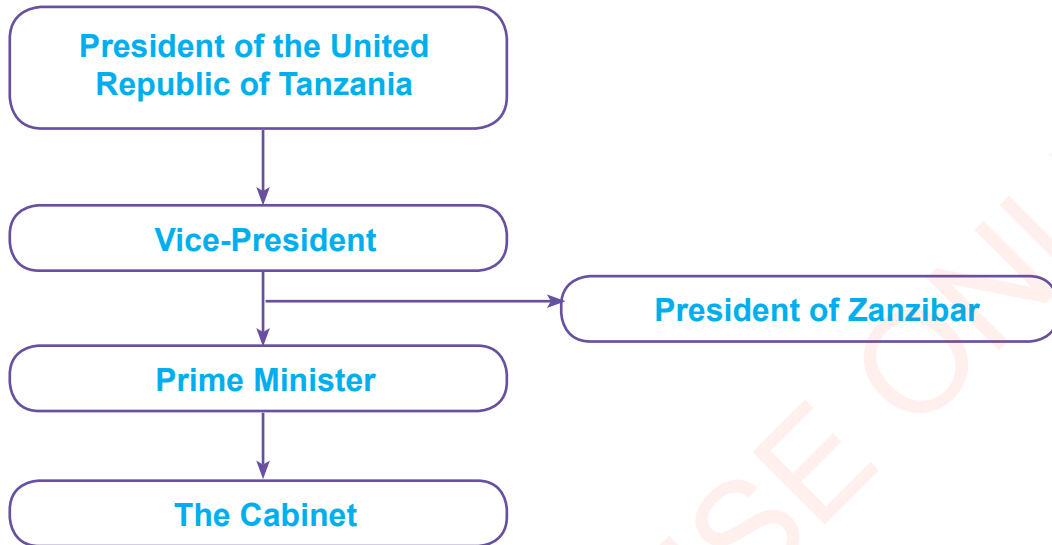 President of the United
Republic of Tanzania
Vice-President
President of Zanzibar
Prime Minister
The Cabinet